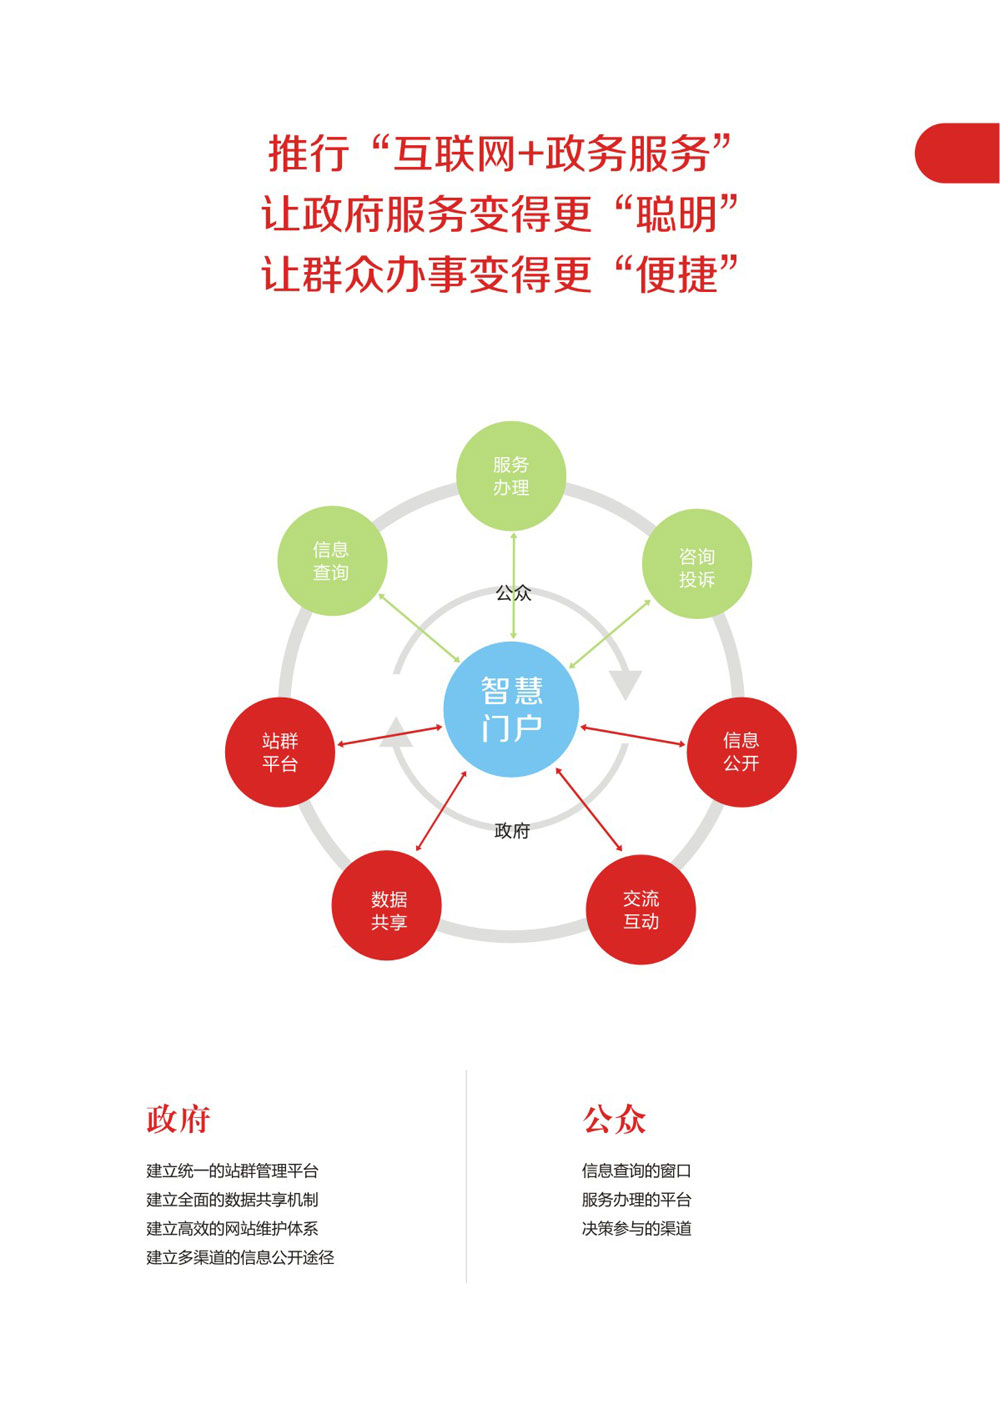 推行“互联网+政务服务”
让政府服务变得更“聪明”
让群众办事变得更“便捷”
服务
办理
信息
查询
咨询
投诉
公众
智慧
门户
站群
平台
信息
公开
政府
数据
共享
交流
互动
政府
建立统一的站群管理平台
建立全面的数据共享机制
建立高效的网站维护体系
建立多渠道的信息公开途径
公众
信息查询的窗口
服务办理的平台
决策参与的渠道